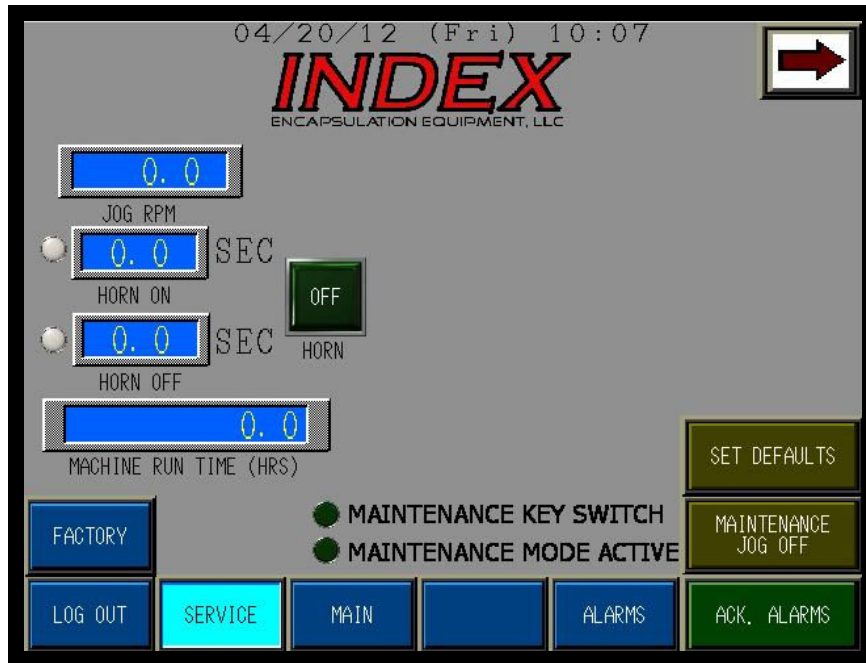 04/20/12 (Fri) 10:07
INDEX
ENCAPSULATION EQUIPMENT, LLC
0.0
JOG RPM
0.0 SEC
HORN ON
OFF
HORN
0.0 SEC
HORN OFF
0.0
MACHINE RUN TIME (HRS)
SET DEFAULTS
MAINTENANCE KEY SWITCH
MAINTENANCE MODE ACTIVE
MAINTENANCE
JOG OFF
FACTORY
LOG OUT
SERVICE
MAIN
ALARMS
ACK. ALARMS